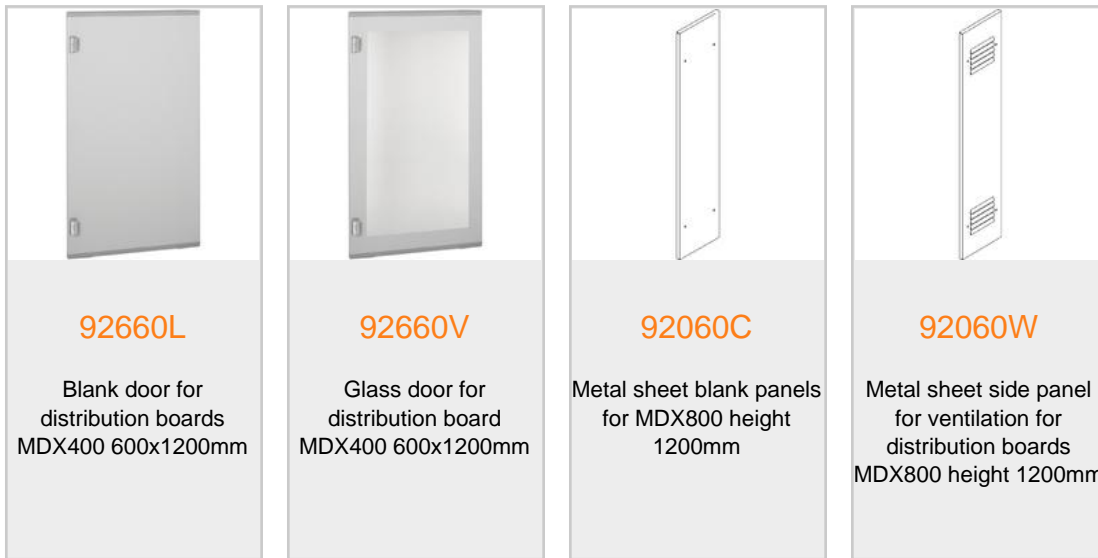 92660L
Blank door for
distribution boards
MDX400 600x1200mm
92660V
Glass door for
distribution board
MDX400 600x1200mm
92060C
Metal sheet blank panels
for MDX800 height
1200mm
92060W
Metal sheet side panel
for ventilation for
distribution boards
MDX800 height 1200mm